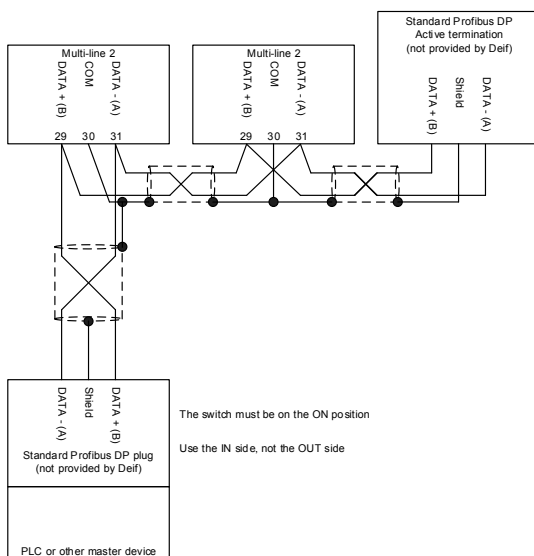 Standard Profibus DP
Active termination
(not provided by Deif)
DATA + (B)
Shield
DATA - (A)
Multi-line 2
DATA + (B)
COM
DATA - (A)
29 30 31
Multi-line 2
DATA + (B)
COM
DATA - (A)
29 30 31
DATA - (A)
Shield
DATA + (B)
Standard Profibus DP plug
(not provided by Deif)
The switch must be on the ON position
Use the IN side, not the OUT side
PLC or other master device